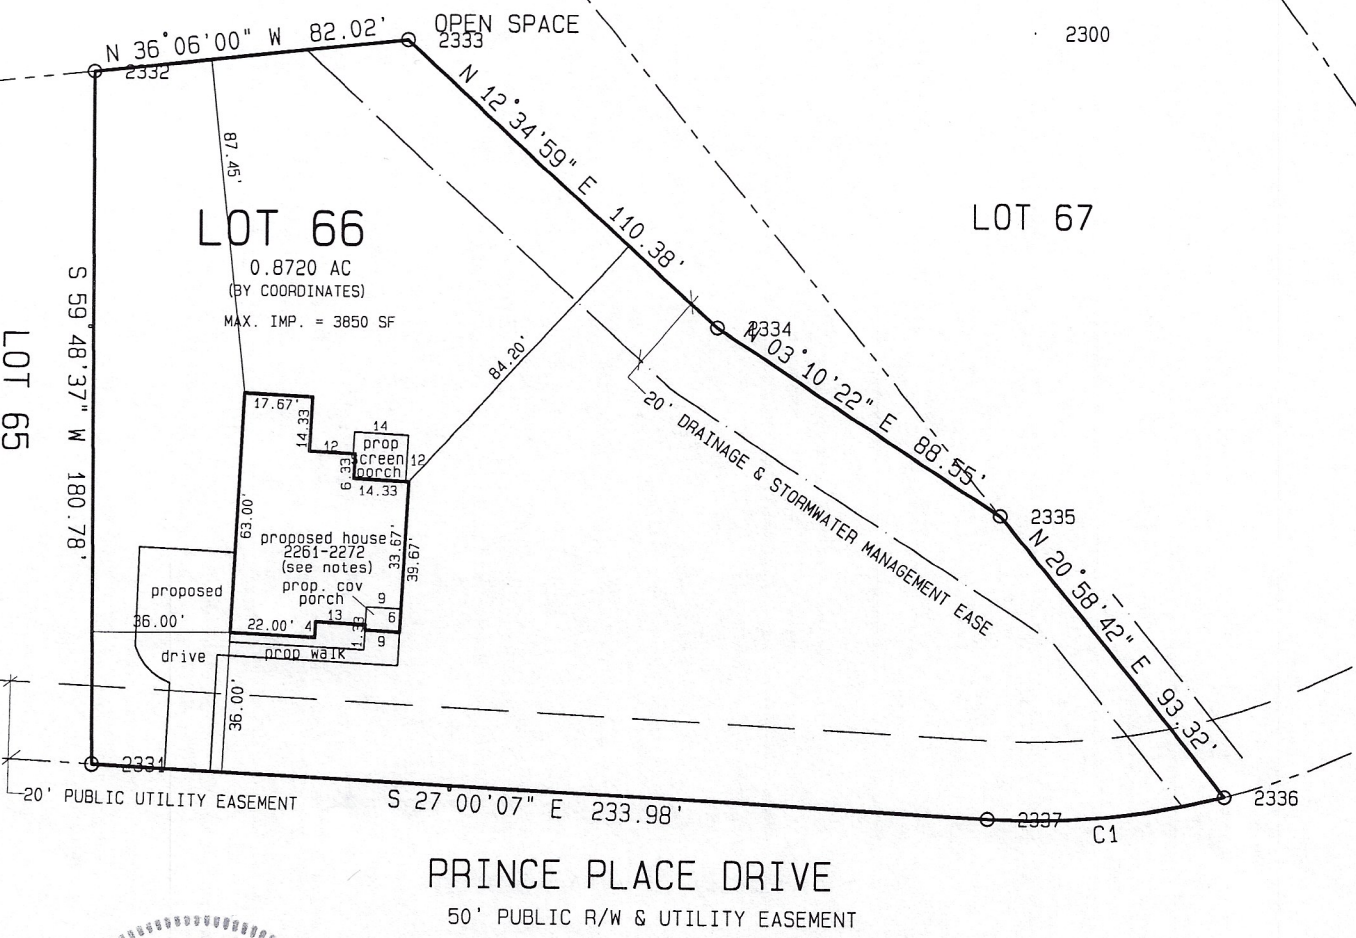 N 36°06'00" W 82.02'
OPEN SPACE
2333
2332
2300
N 12°34'59" E 110.38'
87.45'
LOT 66
0.8720 AC
(BY COORDINATES)
MAX. IMP. = 3850 SF
LOT 67
S 59°48'37" W 180.78'
LOT 65
84.20'
2334
N 03°10'22" E 88.55'
20' DRAINAGE & STORMWATER MANAGEMENT EASE
2335
N 20°58'42" E 93.32'
17.67'
14.33
12
14
prop
screen
porch
12
6.33
14.33
63.00'
proposed house
2261-2272
(see notes)
prop. cov
porch
33.67'
39.67'
9
6
13
4
1.33
9
22.00'
36.00'
proposed
drive
prop walk
36.00'
2331
20' PUBLIC UTILITY EASEMENT
S 27°00'07" E 233.98'
2337
C1
2336
PRINCE PLACE DRIVE
50' PUBLIC R/W & UTILITY EASEMENT